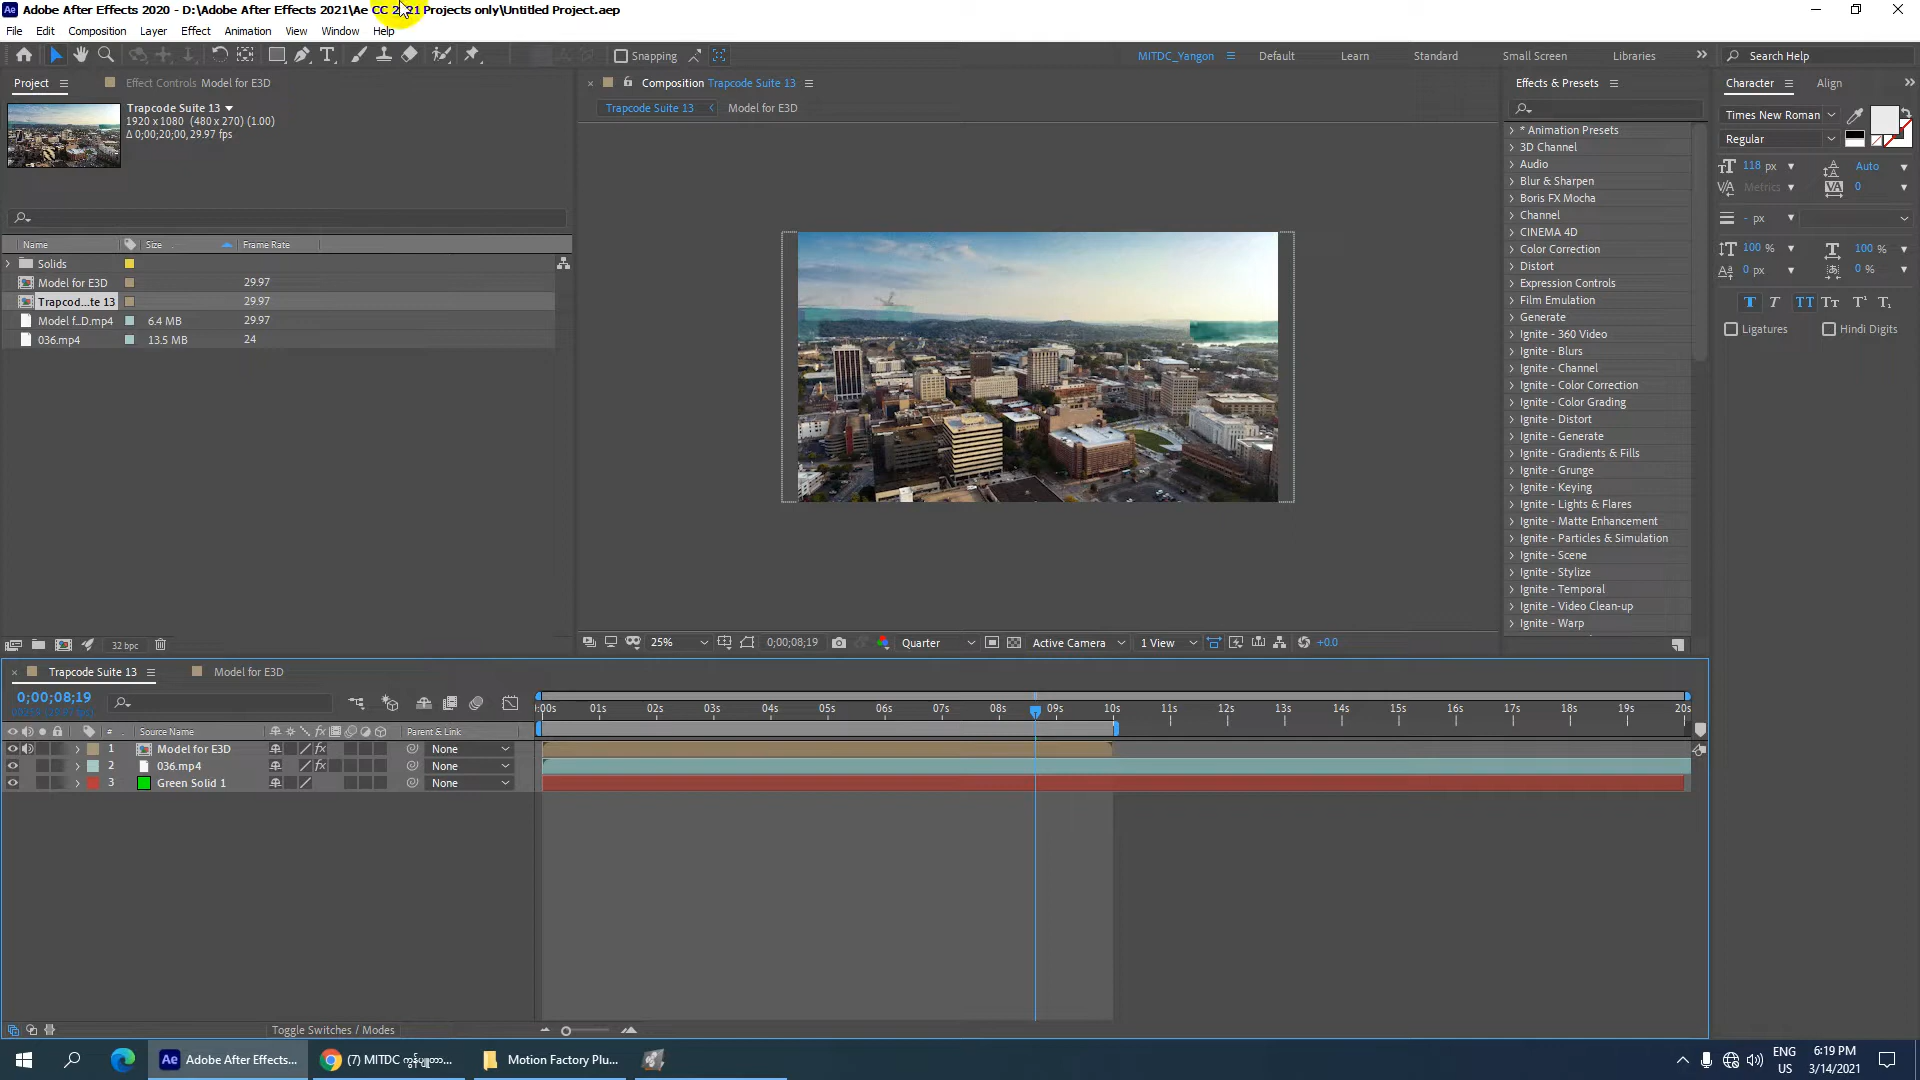 Adobe After Effects 2020 - D:\Adobe After Effects 2021\Ae CC 2021 Projects only\Untitled Project.aep
File Edit Composition Layer Effect Animation View Window Help
Snapping MITDC_Yangon Default Learn Standard Small Screen Libraries Search Help
Project Effect Controls Model for E3D Composition Trapcode Suite 13 Effects & Presets Character Align
Trapcode Suite 13
1920 x 1080 (480 x 270) (1.00)
Δ 0;00;20;00, 29.97 fps
Trapcode Suite 13 Model for E3D
Name Size Frame Rate
Solids
Model for E3D 29.97
Trapcod...te 13 29.97
Model f...D.mp4 6.4 MB 29.97
036.mp4 13.5 MB 24
* Animation Presets
3D Channel
Audio
Blur & Sharpen
Boris FX Mocha
Channel
CINEMA 4D
Color Correction
Distort
Expression Controls
Film Emulation
Generate
Ignite - 360 Video
Ignite - Blurs
Ignite - Channel
Ignite - Color Correction
Ignite - Color Grading
Ignite - Distort
Ignite - Generate
Ignite - Gradients & Fills
Ignite - Grunge
Ignite - Keying
Ignite - Lights & Flares
Ignite - Matte Enhancement
Ignite - Particles & Simulation
Ignite - Scene
Ignite - Stylize
Ignite - Temporal
Ignite - Video Clean-up
Ignite - Warp
Times New Roman
Regular
118 px Auto
Metrics 0
- px
100 % 100 %
0 px 0 %
T T TT Tт T¹ T₁
Ligatures Hindi Digits
32 bpc 25% 0;00;08;19 Quarter Active Camera 1 View +0.0
Trapcode Suite 13 Model for E3D
0;00;08;19
:00s 01s 02s 03s 04s 05s 06s 07s 08s 09s 10s 11s 12s 13s 14s 15s 16s 17s 18s 19s 20s
# Source Name Parent & Link
1 Model for E3D None
2 036.mp4 None
3 Green Solid 1 None
Toggle Switches / Modes
Adobe After Effects... (7) MITDC ကွန်ပျူတာ... Motion Factory Plu...
ENG
US
6:19 PM
3/14/2021